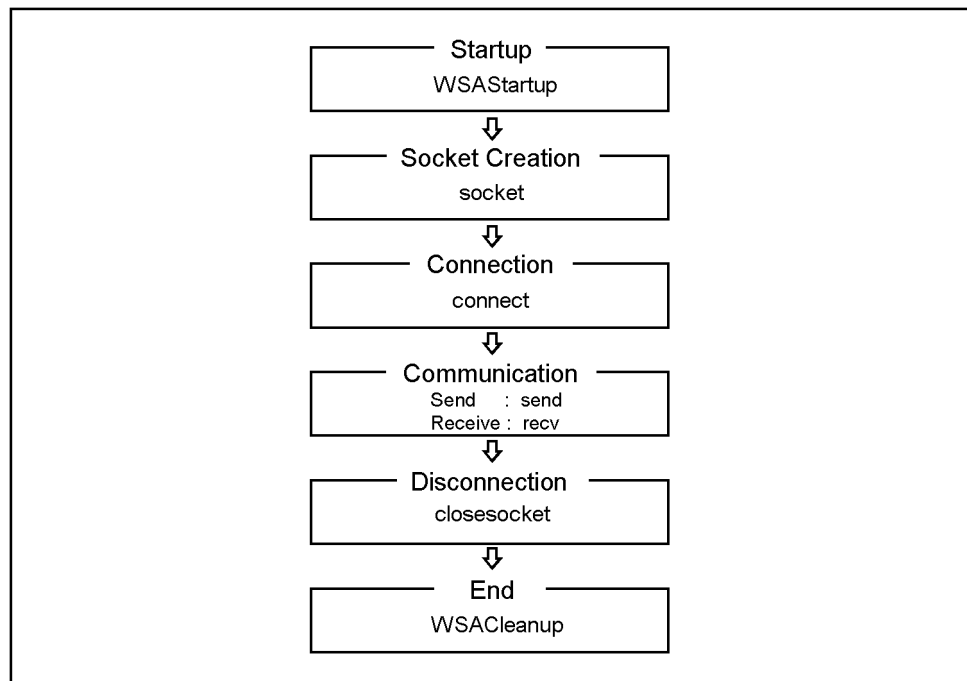 Startup
WSAStartup
Socket Creation
socket
Connection
connect
Communication
Send : send
Receive : recv
Disconnection
closesocket
End
WSACleanup